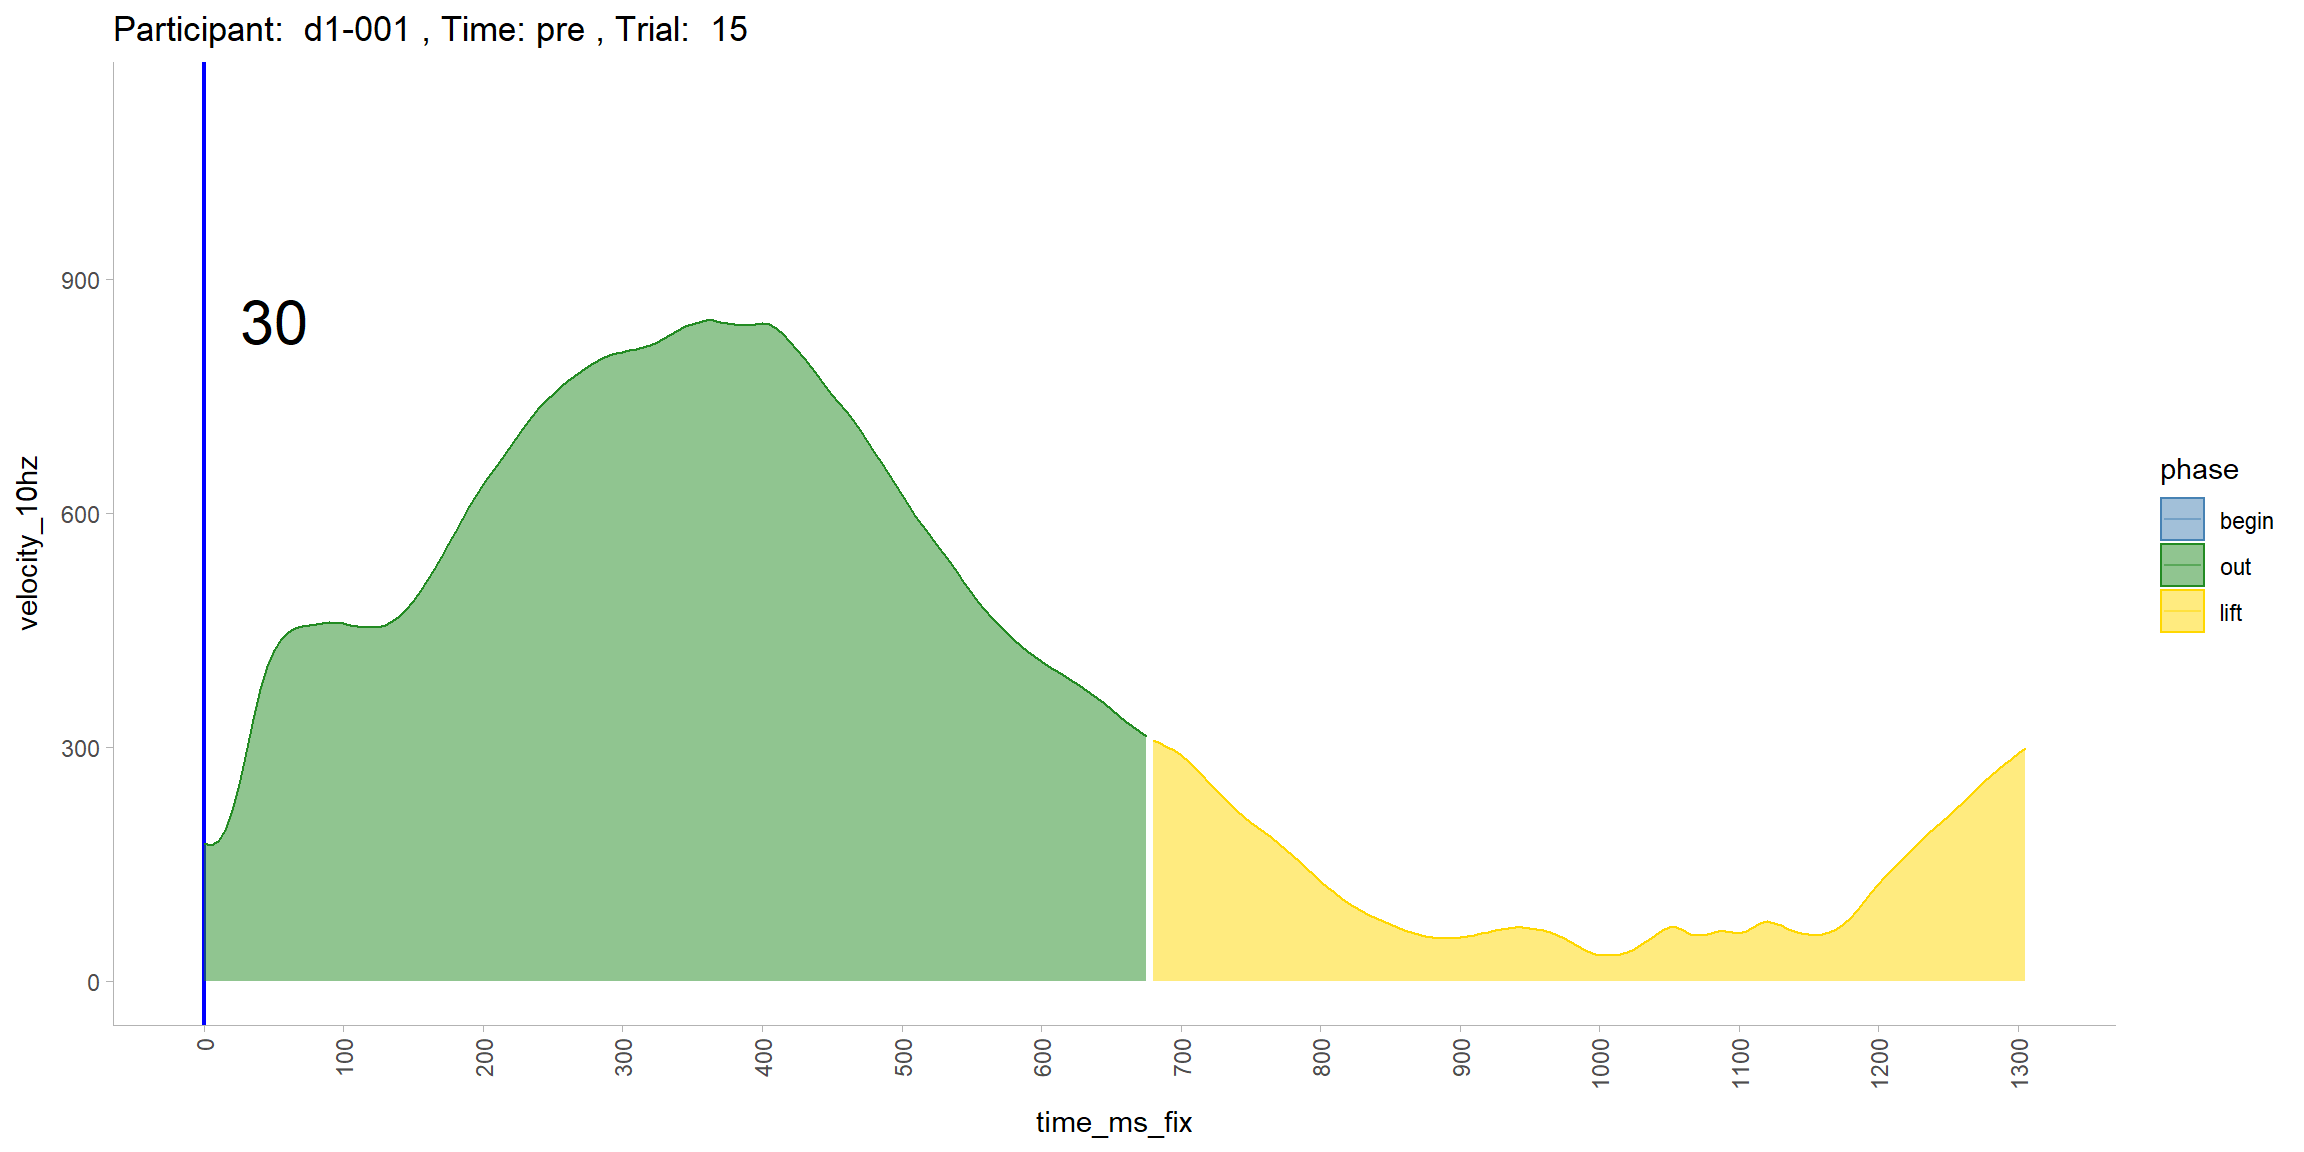 Participant:  d1-001 , Time: pre , Trial:  15
900
600
300
0
velocity_10hz
30
0
100
200
300
400
500
600
700
800
900
1000
1100
1200
1300
time_ms_fix
phase
begin
out
lift